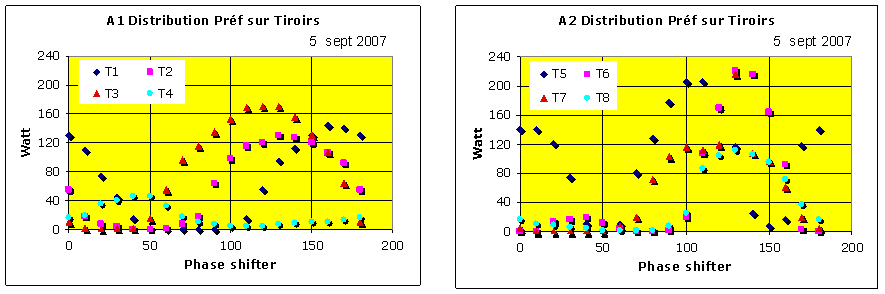 A1 Distribution Préf sur Tiroirs
5 sept 2007
240
200
160
120
80
40
0
Watt
T1 T2
T3 T4
0 50 100 150 200
Phase shifter
A2 Distribution Préf sur Tiroirs
5 sept 2007
240
200
160
120
80
40
0
Watt
T5 T6
T7 T8
0 50 100 150 200
Phase shifter